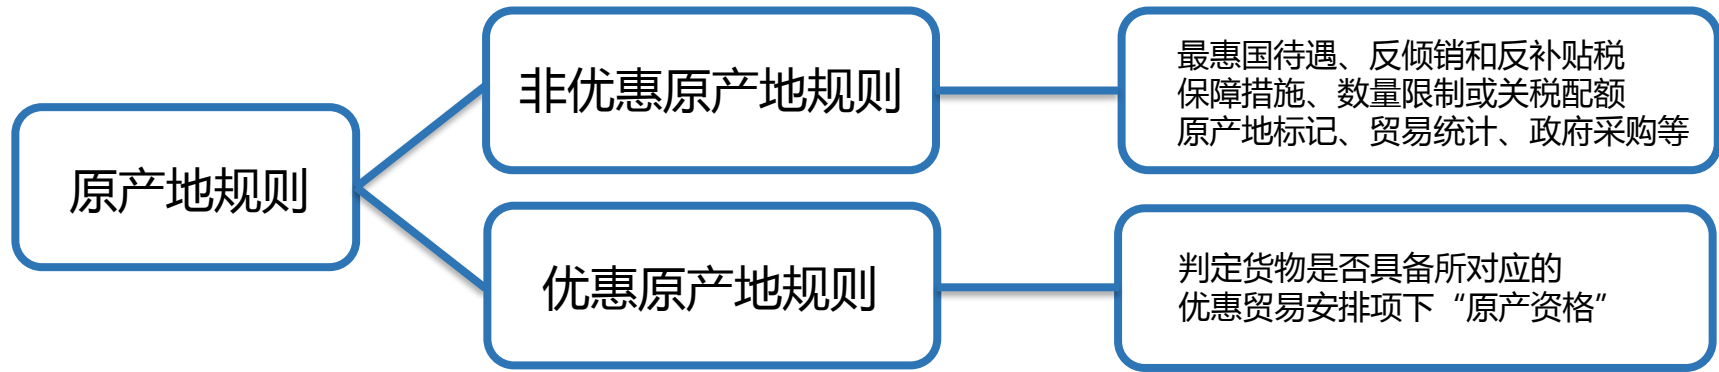 原产地规则
非优惠原产地规则
最惠国待遇、反倾销和反补贴税
保障措施、数量限制或关税配额
原产地标记、贸易统计、政府采购等
优惠原产地规则
判定货物是否具备所对应的
优惠贸易安排项下“原产资格”